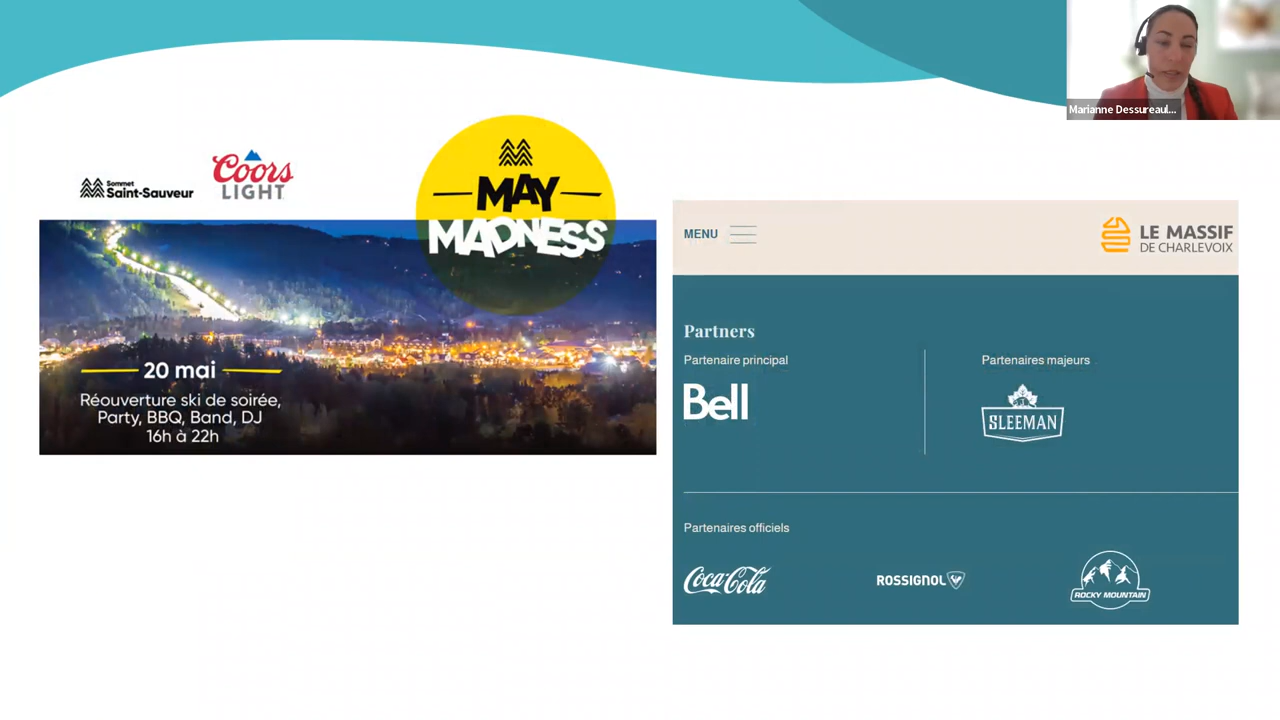 Marianne Dessureaul...
Sommet
Saint-Sauveur
Coors
LIGHT
MAY
MADNESS
20 mai
Réouverture ski de soirée,
Party, BBQ, Band, DJ
16h à 22h
MENU
LE MASSIF
DE CHARLEVOIX
Partners
Partenaire principal
Bell
Partenaires majeurs
SLEEMAN
Partenaires officiels
Coca-Cola
ROSSIGNOL
ROCKY MOUNTAIN